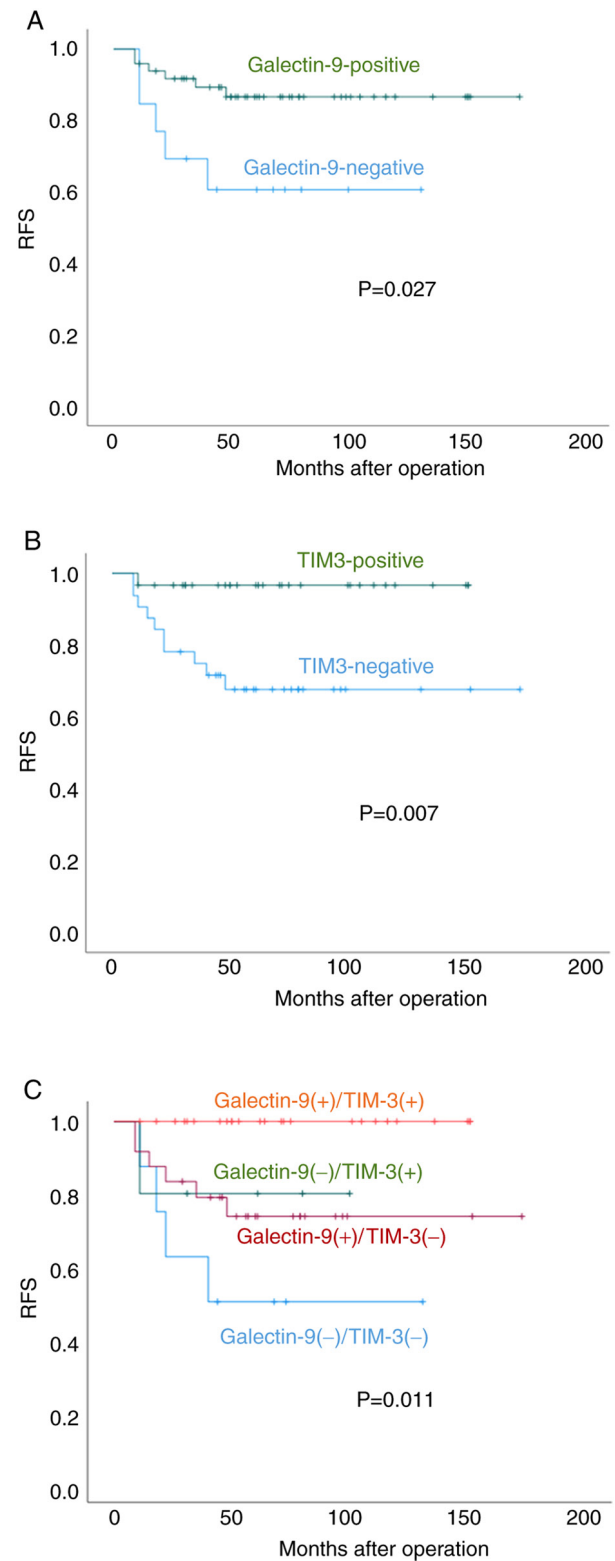 A
1.0
Galectin-9-positive
0.8
Galectin-9-negative
0.6
RFS
0.4
P=0.027
0.2
0.0
0 50 100 150 200
Months after operation
B
TIM3-positive
1.0
0.8
TIM3-negative
0.6
RFS
0.4
P=0.007
0.2
0.0
0 50 100 150 200
Months after operation
C
Galectin-9(+)/TIM-3(+)
1.0
Galectin-9(−)/TIM-3(+)
0.8
Galectin-9(+)/TIM-3(−)
0.6
RFS
Galectin-9(−)/TIM-3(−)
0.4
P=0.011
0.2
0.0
0 50 100 150 200
Months after operation